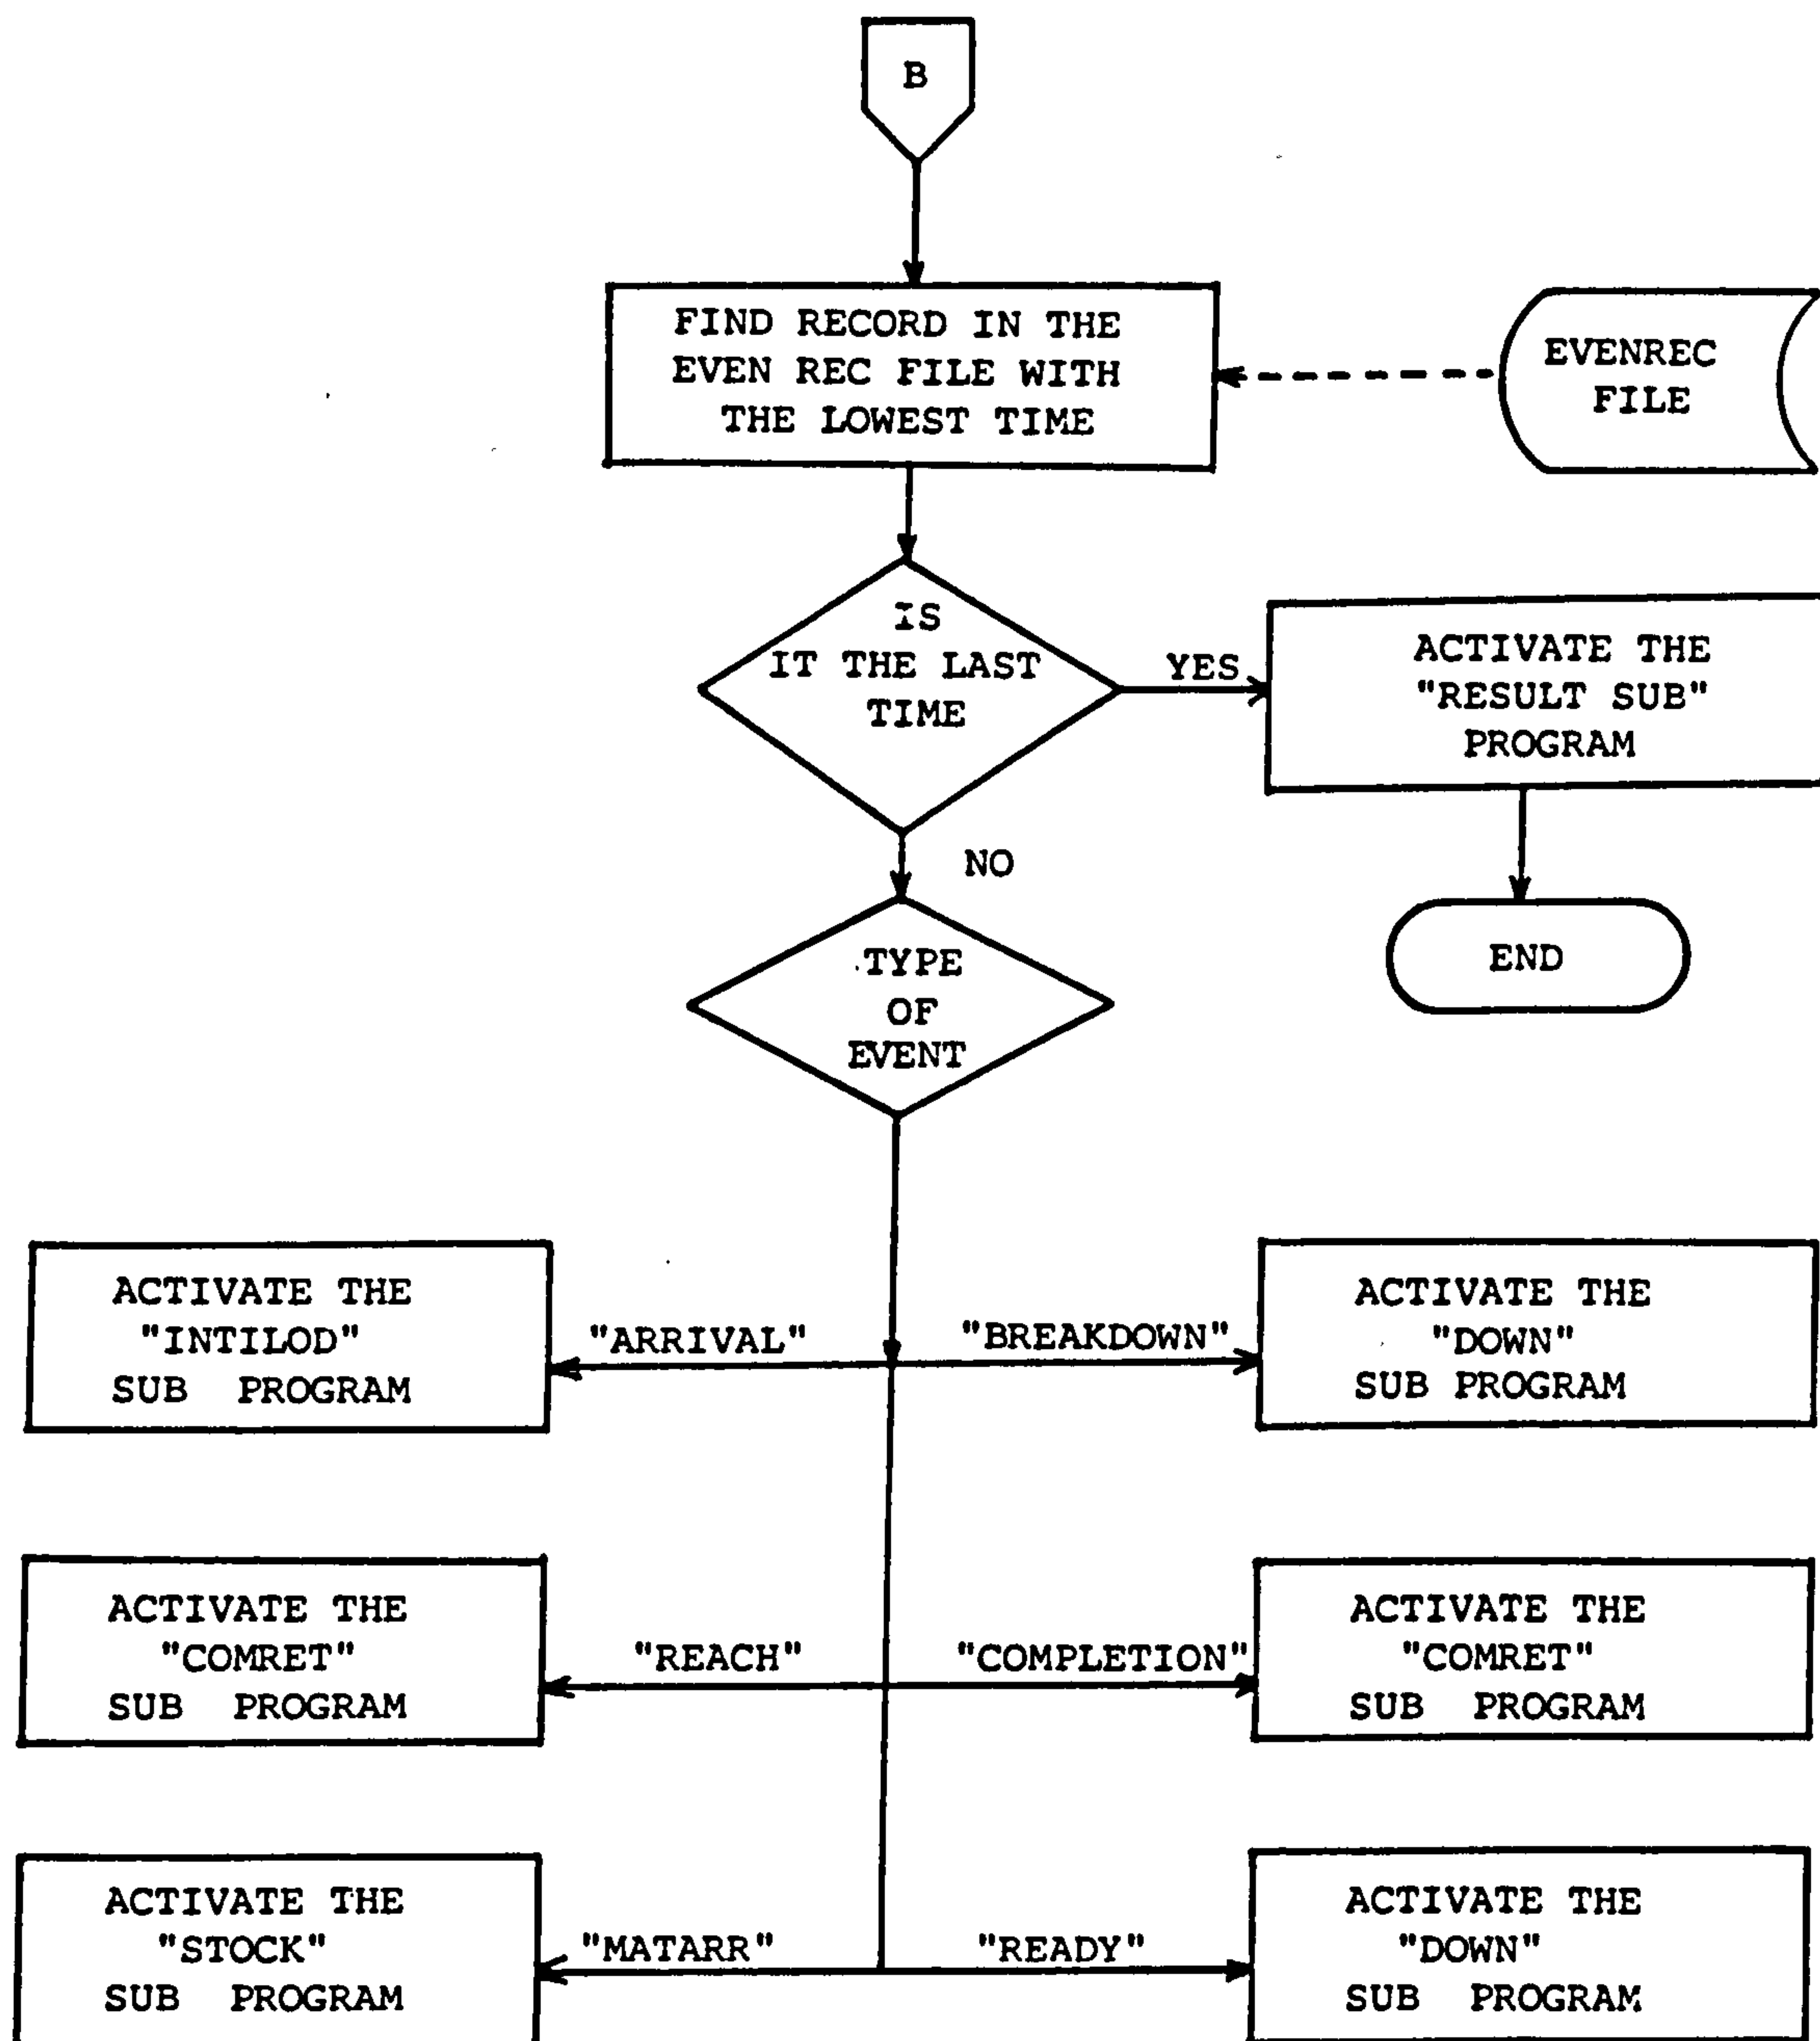 B
FIND RECORD IN THE
EVEN REC FILE WITH
THE LOWEST TIME
EVENREC
FILE
IS
IT THE LAST
TIME
YES
ACTIVATE THE
"RESULT SUB"
PROGRAM
NO
END
TYPE
OF
EVENT
ACTIVATE THE
"INTILOD"
SUB PROGRAM
"ARRIVAL"
"BREAKDOWN"
ACTIVATE THE
"DOWN"
SUB PROGRAM
ACTIVATE THE
"COMRET"
SUB PROGRAM
"REACH"
"COMPLETION"
ACTIVATE THE
"COMRET"
SUB PROGRAM
ACTIVATE THE
"STOCK"
SUB PROGRAM
"MATARR"
"READY"
ACTIVATE THE
"DOWN"
SUB PROGRAM